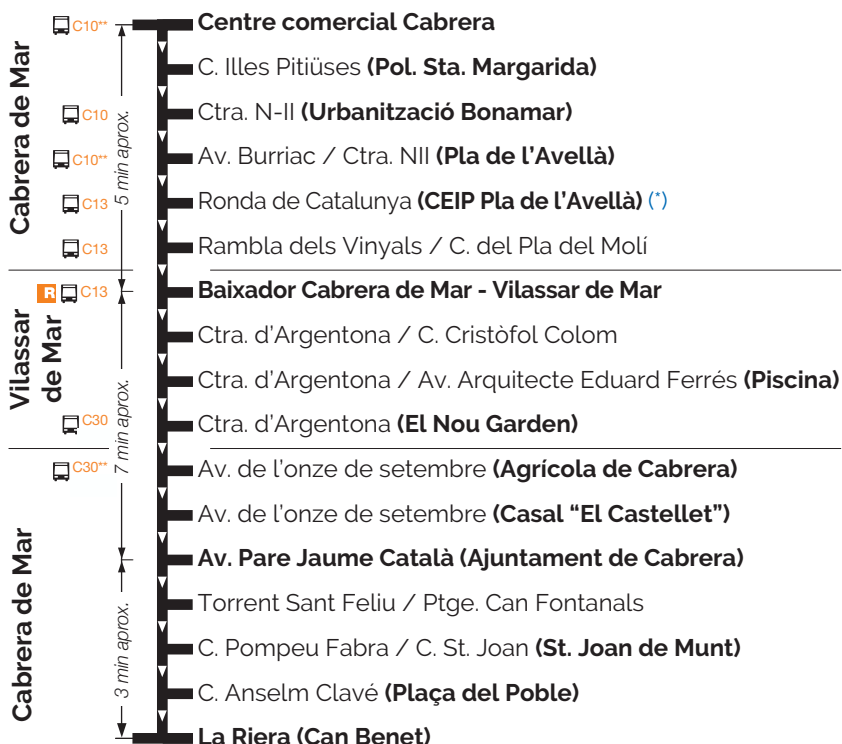 Cabrera de Mar
C10** Centre comercial Cabrera
C. Illes Pitiüses (Pol. Sta. Margarida)
C10 Ctra. N-II (Urbanització Bonamar)
C10** Av. Burriac / Ctra. NII (Pla de l'Avellà)
5 min aprox.
C13 Ronda de Catalunya (CEIP Pla de l'Avellà) (*)
C13 Rambla dels Vinyals / C. del Pla del Molí
Vilassar
de Mar
R C13 Baixador Cabrera de Mar - Vilassar de Mar
Ctra. d'Argentona / C. Cristòfol Colom
Ctra. d'Argentona / Av. Arquitecte Eduard Ferrés (Piscina)
7 min aprox.
C30 Ctra. d'Argentona (El Nou Garden)
Cabrera de Mar
C30** Av. de l'onze de setembre (Agrícola de Cabrera)
Av. de l'onze de setembre (Casal "El Castellet")
Av. Pare Jaume Català (Ajuntament de Cabrera)
3 min aprox.
Torrent Sant Feliu / Ptge. Can Fontanals
C. Pompeu Fabra / C. St. Joan (St. Joan de Munt)
C. Anselm Clavé (Plaça del Poble)
La Riera (Can Benet)